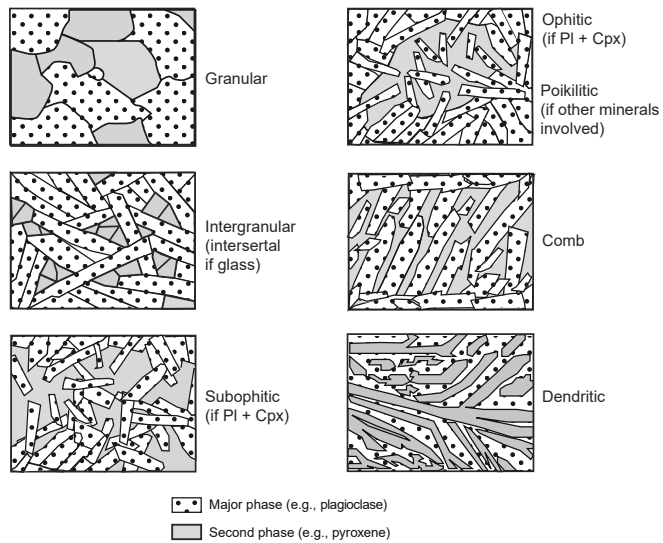 Granular
Ophitic
(if Pl + Cpx)
Poikilitic
(if other minerals
involved)
Intergranular
(intersertal
if glass)
Comb
Subophitic
(if Pl + Cpx)
Dendritic
Major phase (e.g., plagioclase)
Second phase (e.g., pyroxene)